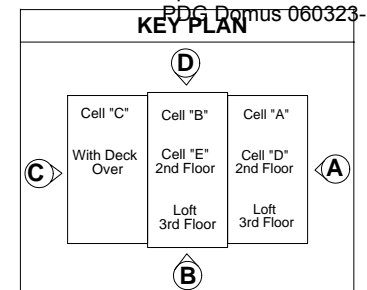 PDG Domus 060323-
KEY PLAN
D
Cell "C"
With Deck
Over
Cell "B"
Cell "E"
2nd Floor
Loft
3rd Floor
Cell "A"
Cell "D"
2nd Floor
Loft
3rd Floor
C
A
B